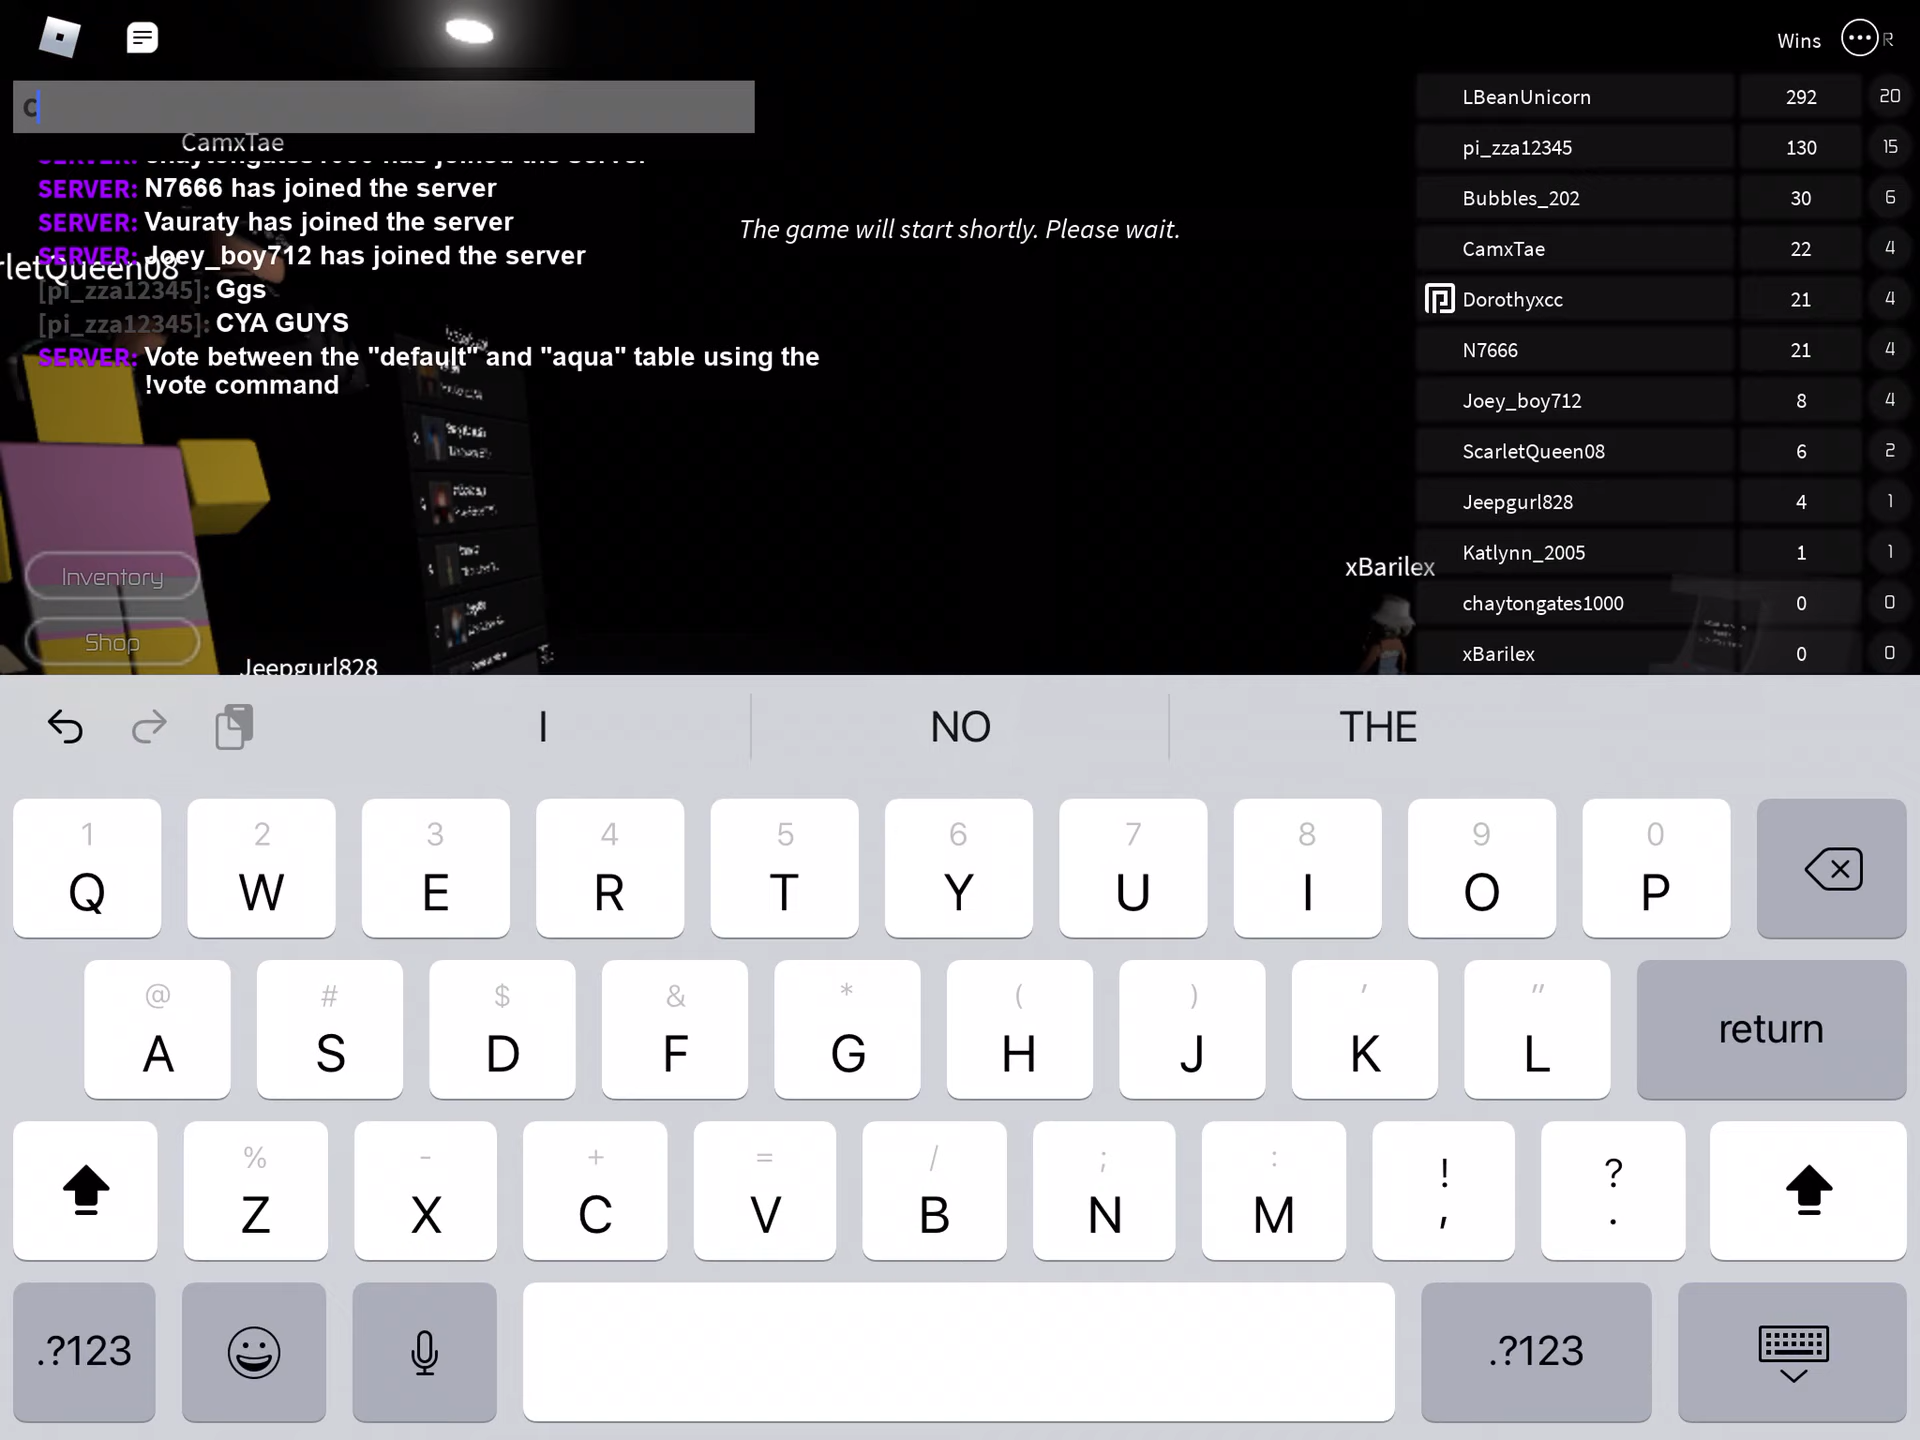 Wins R
c
CamxTae
SERVER: N7666 has joined the server
SERVER: Vauraty has joined the server
SERVER: Joey_boy712 has joined the server
rletQueen08
[pi_zza12345]: Ggs
[pi_zza12345]: CYA GUYS
SERVER: Vote between the "default" and "aqua" table using the
!vote command
The game will start shortly. Please wait.
LBeanUnicorn 292 20
pi_zza12345 130 15
Bubbles_202 30 6
CamxTae 22 4
Dorothyxcc 21 4
N7666 21 4
Joey_boy712 8 4
ScarletQueen08 6 2
Jeepgurl828 4 1
Katlynn_2005 1 1
chaytongates1000 0 0
xBarilex 0 0
xBarilex
Inventory
Shop
Jeepgurl828
I NO THE
1 2 3 4 5 6 7 8 9 0
Q W E R T Y U I O P
@ # $ & * ( ) ' "
A S D F G H J K L return
% - + = / ; : ! ?
Z X C V B N M , .
.?123 .?123